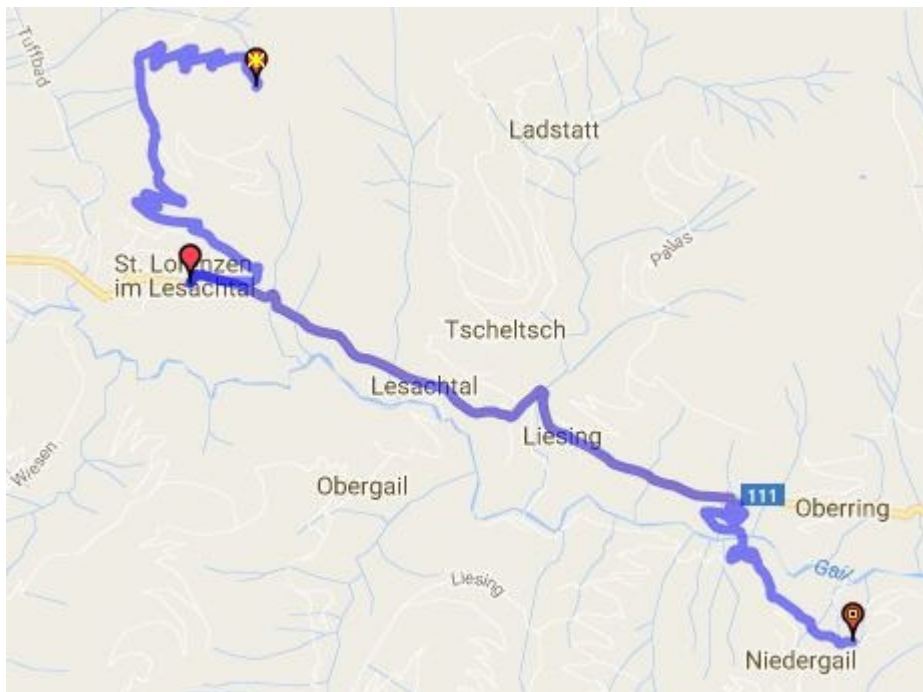 Tuffbad
Ladstatt
Palas
St. Lorenzen
im Lesachtal
Tscheltsch
Lesachtal
Liesing
Wiesen
Obergail
111
Oberring
Gail
Liesing
Niedergail